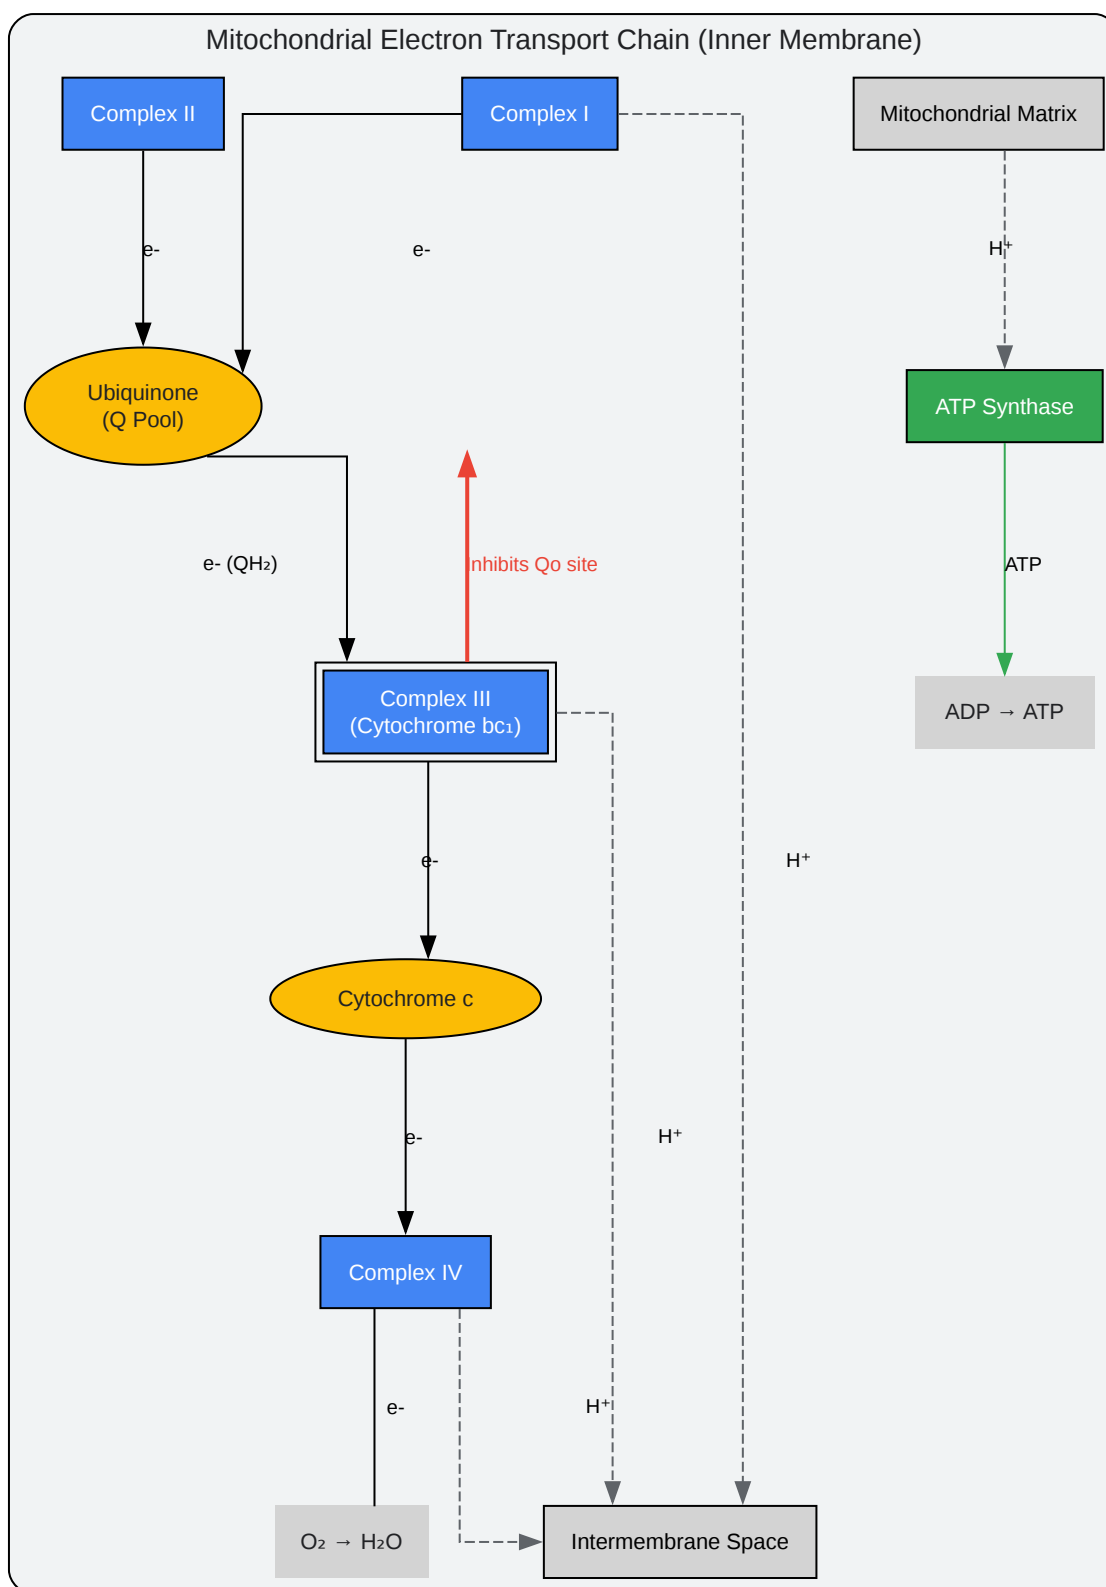 Mitochondrial Electron Transport Chain (Inner Membrane)
Complex II
Complex I
Mitochondrial Matrix
e-
e-
H⁺
Ubiquinone
(Q Pool)
ATP Synthase
e- (QH₂)
Inhibits Qo site
ATP
Complex III
(Cytochrome bc₁)
ADP → ATP
e-
H⁺
Cytochrome c
e-
H⁺
Complex IV
e-
H⁺
O₂ → H₂O
Intermembrane Space